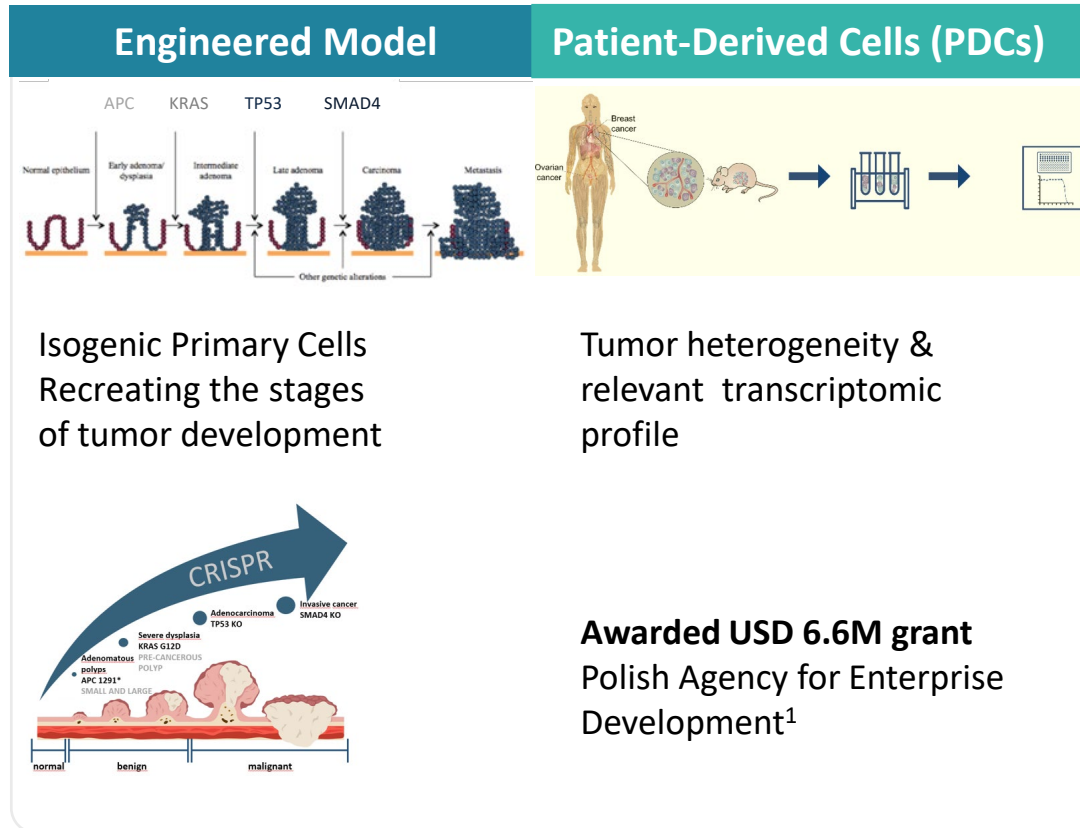 Engineered Model
Patient-Derived Cells (PDCs)
APC KRAS TP53 SMAD4
Normal epithelium
Early adenoma/
dysplasia
Intermediate
adenoma
Late adenoma
Carcinoma
Metastasis
Other genetic alterations
Breast
cancer
Ovarian
cancer
Isogenic Primary Cells
Recreating the stages
of tumor development
Tumor heterogeneity &
relevant transcriptomic
profile
CRISPR
Invasive cancer
SMAD4 KO
Adenocarcinoma
TP53 KO
Severe dysplasia
KRAS G12D
PRE-CANCEROUS
POLYP
Adenomatous
polyps
APC 1291*
SMALL AND LARGE
normal benign malignant
Awarded USD 6.6M grant
Polish Agency for Enterprise
Development1